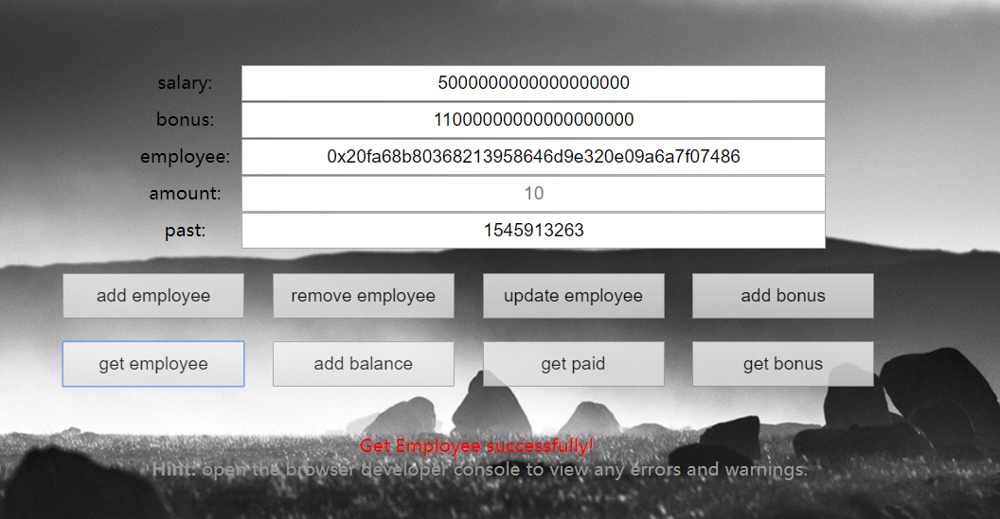 salary: 5000000000000000000
bonus: 11000000000000000000
employee: 0x20fa68b80368213958646d9e320e09a6a7f07486
amount: 10
past: 1545913263
add employee remove employee update employee add bonus
get employee add balance get paid get bonus
Get Employee successfully!
Hint: open the browser developer console to view any errors and warnings.